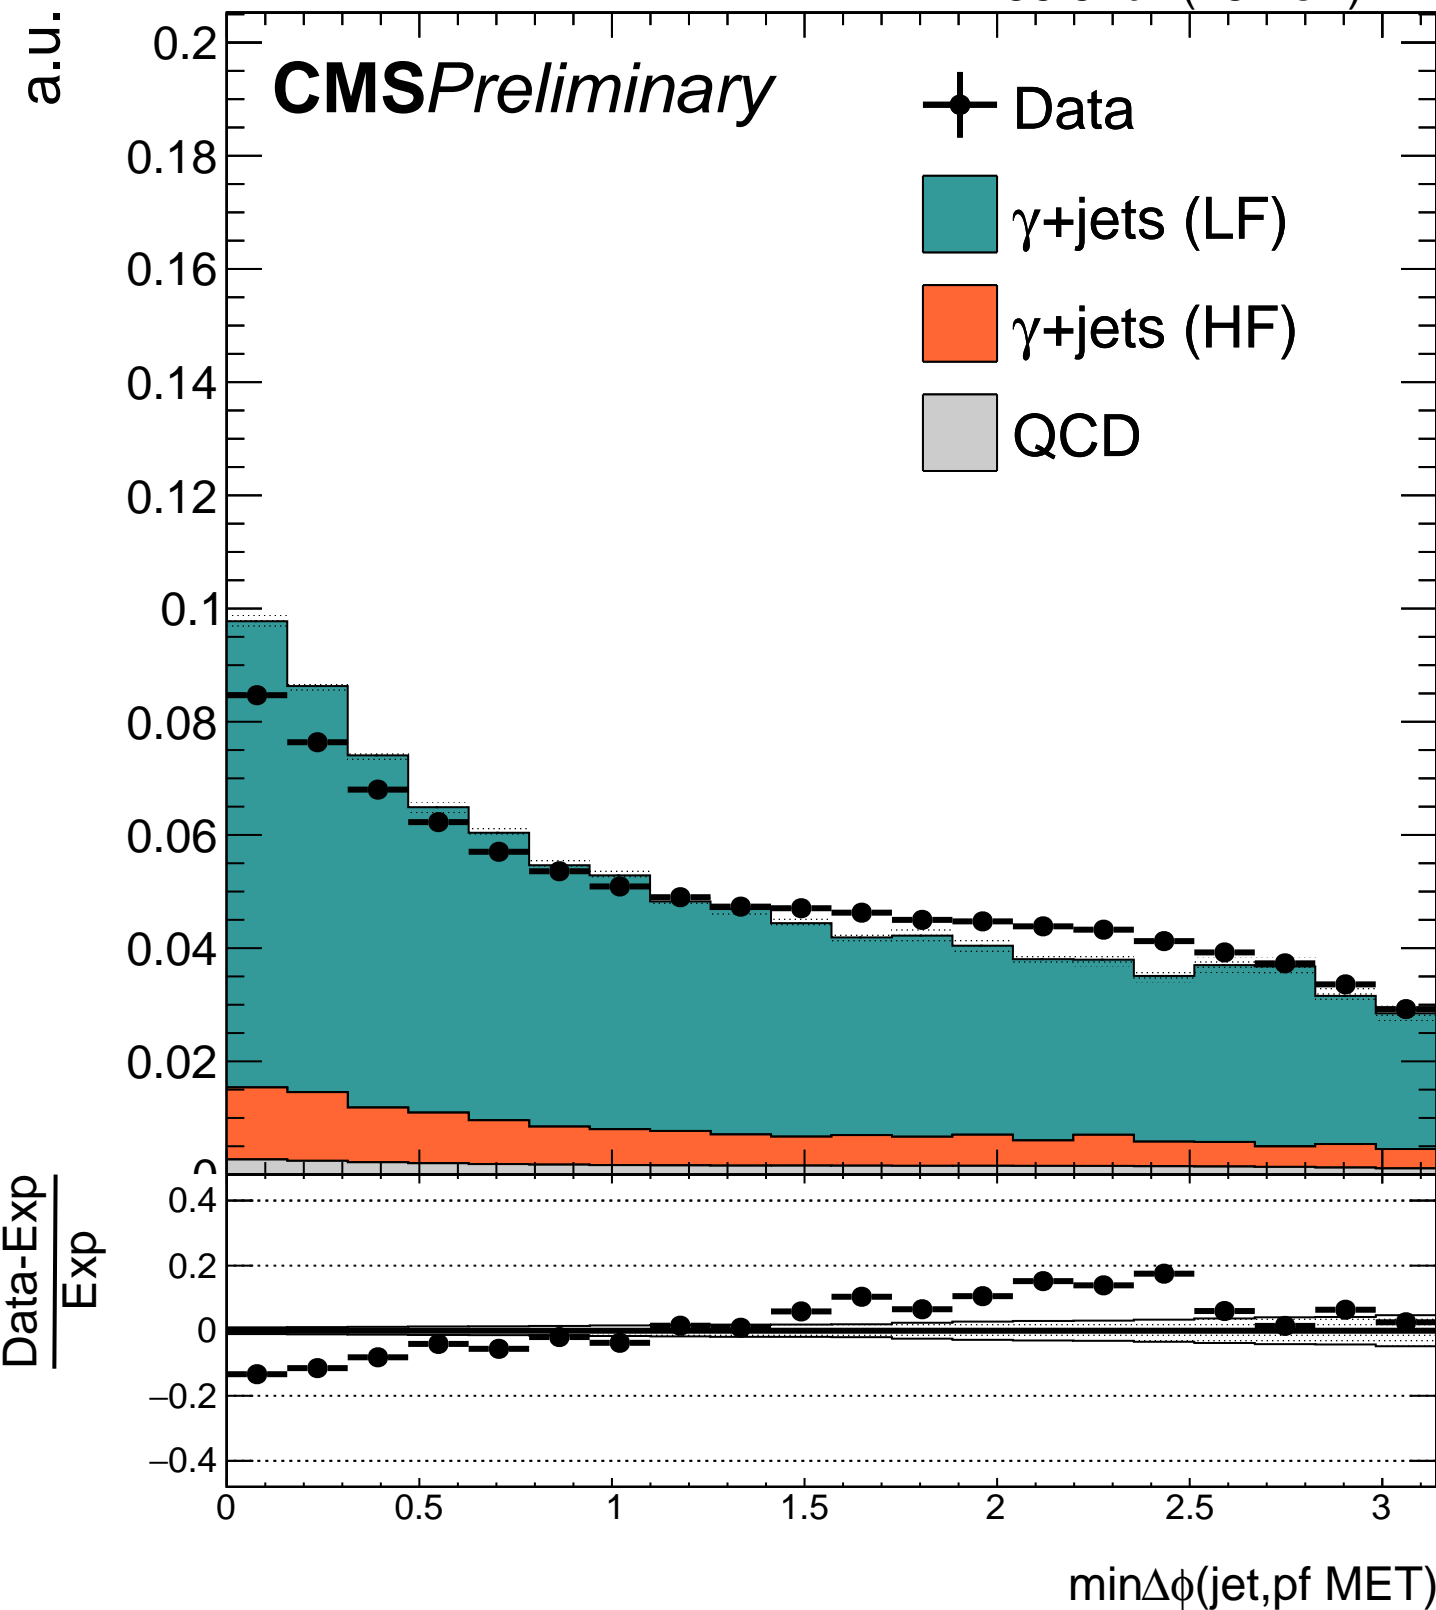 a.u.
CMS Preliminary
Data
γ+jets (LF)
γ+jets (HF)
QCD
0.2
0.18
0.16
0.14
0.12
0.1
0.08
0.06
0.04
0.02
0
Data-Exp
Exp
0.4
0.2
0
−0.2
−0.4
0 0.5 1 1.5 2 2.5 3
minΔϕ(jet,pf MET)